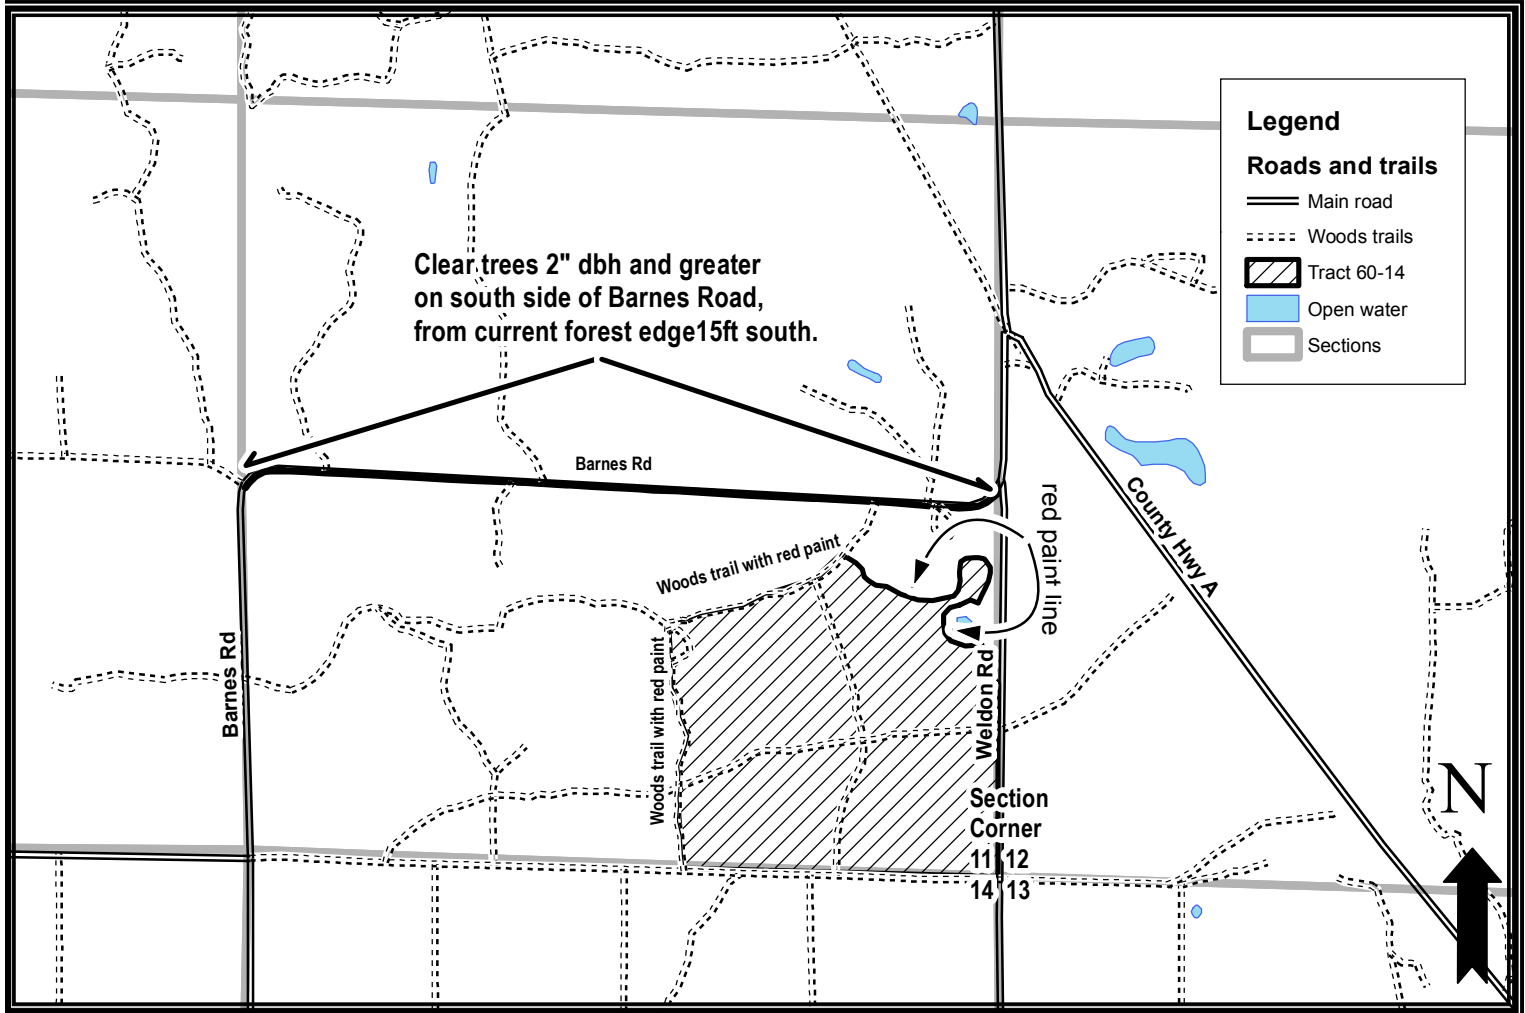 Legend
Roads and trails
Main road
Woods trails
Tract 60-14
Open water
Sections
Clear trees 2" dbh and greater
on south side of Barnes Road,
from current forest edge15ft south.
Barnes Rd
red paint line
County Hwy A
Woods trail with red paint
Woods trail with red paint
Barnes Rd
Weldon Rd
Section
Corner
11 12
14 13
N